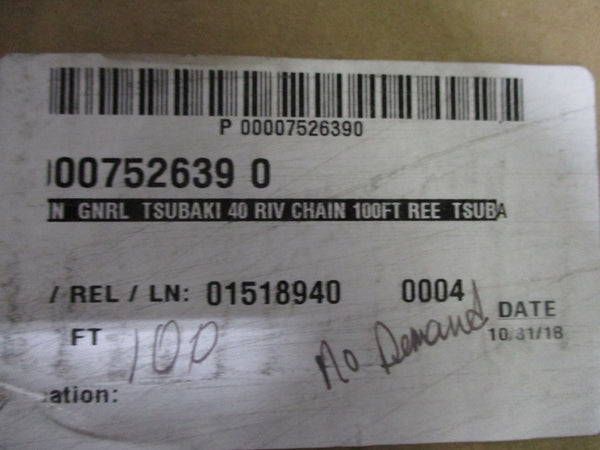 P 00007526390
00752639 0
N GNRL TSUBAKI 40 RIV CHAIN 100FT REE TSUBA
/ REL / LN: 01518940 0004
DATE
FT 100 No Demand 10/31/18
ation: